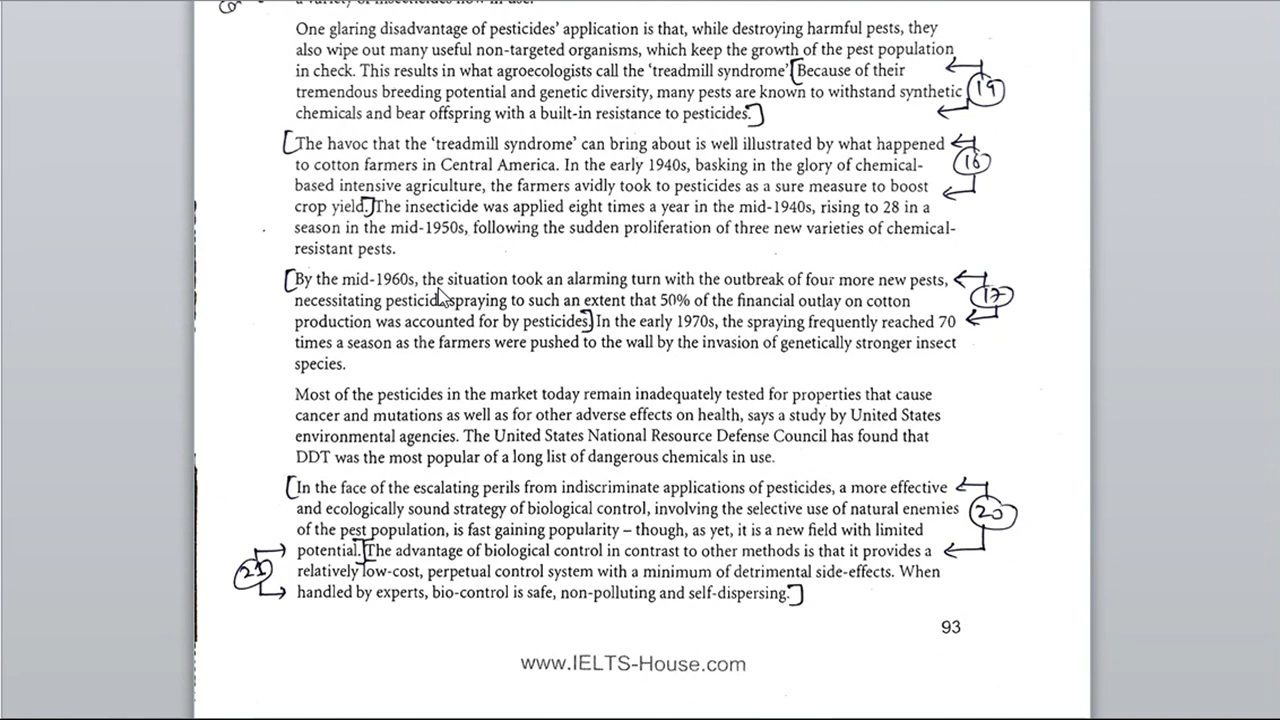 One glaring disadvantage of pesticides' application is that, while destroying harmful pests, they
also wipe out many useful non-targeted organisms, which keep the growth of the pest population
in check. This results in what agroecologists call the 'treadmill syndrome'. [Because of their
tremendous breeding potential and genetic diversity, many pests are known to withstand synthetic
chemicals and bear offspring with a built-in resistance to pesticides.]
19
[The havoc that the 'treadmill syndrome' can bring about is well illustrated by what happened
to cotton farmers in Central America. In the early 1940s, basking in the glory of chemical-
based intensive agriculture, the farmers avidly took to pesticides as a sure measure to boost
crop yield.] The insecticide was applied eight times a year in the mid-1940s, rising to 28 in a
season in the mid-1950s, following the sudden proliferation of three new varieties of chemical-
resistant pests.
[By the mid-1960s, the situation took an alarming turn with the outbreak of four more new pests,
necessitating pesticide spraying to such an extent that 50% of the financial outlay on cotton
production was accounted for by pesticides.] In the early 1970s, the spraying frequently reached 70
times a season as the farmers were pushed to the wall by the invasion of genetically stronger insect
species.
17
Most of the pesticides in the market today remain inadequately tested for properties that cause
cancer and mutations as well as for other adverse effects on health, says a study by United States
environmental agencies. The United States National Resource Defense Council has found that
DDT was the most popular of a long list of dangerous chemicals in use.
[In the face of the escalating perils from indiscriminate applications of pesticides, a more effective
and ecologically sound strategy of biological control, involving the selective use of natural enemies
of the pest population, is fast gaining popularity – though, as yet, it is a new field with limited
potential.] [The advantage of biological control in contrast to other methods is that it provides a
relatively low-cost, perpetual control system with a minimum of detrimental side-effects. When
handled by experts, bio-control is safe, non-polluting and self-dispersing.]
20
93
www.IELTS-House.com